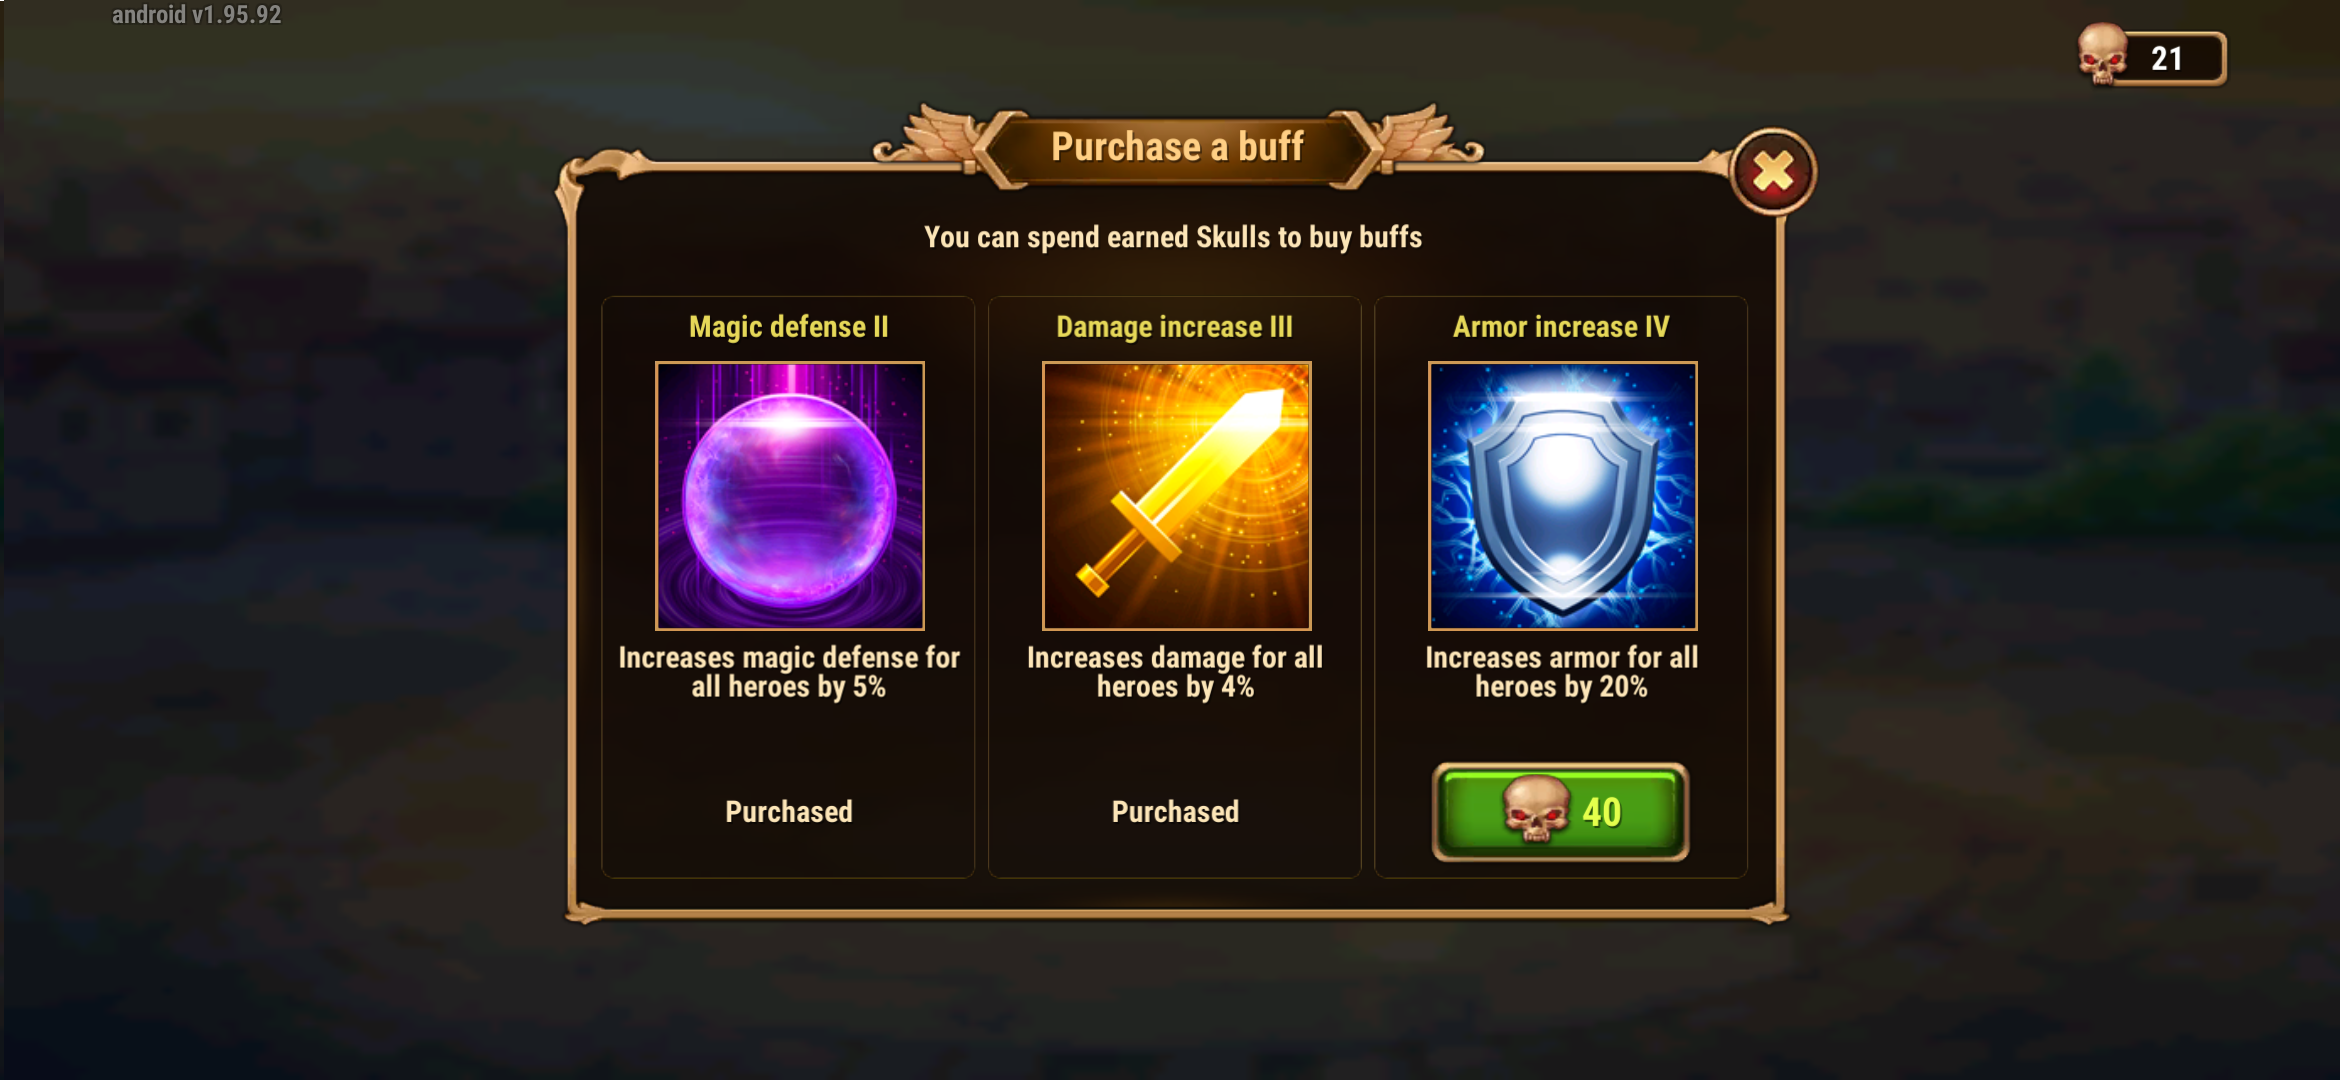 android v1.95.92
21
Purchase a buff
You can spend earned Skulls to buy buffs
Magic defense II
Increases magic defense for
all heroes by 5%
Purchased
Damage increase III
Increases damage for all
heroes by 4%
Purchased
Armor increase IV
Increases armor for all
heroes by 20%
40